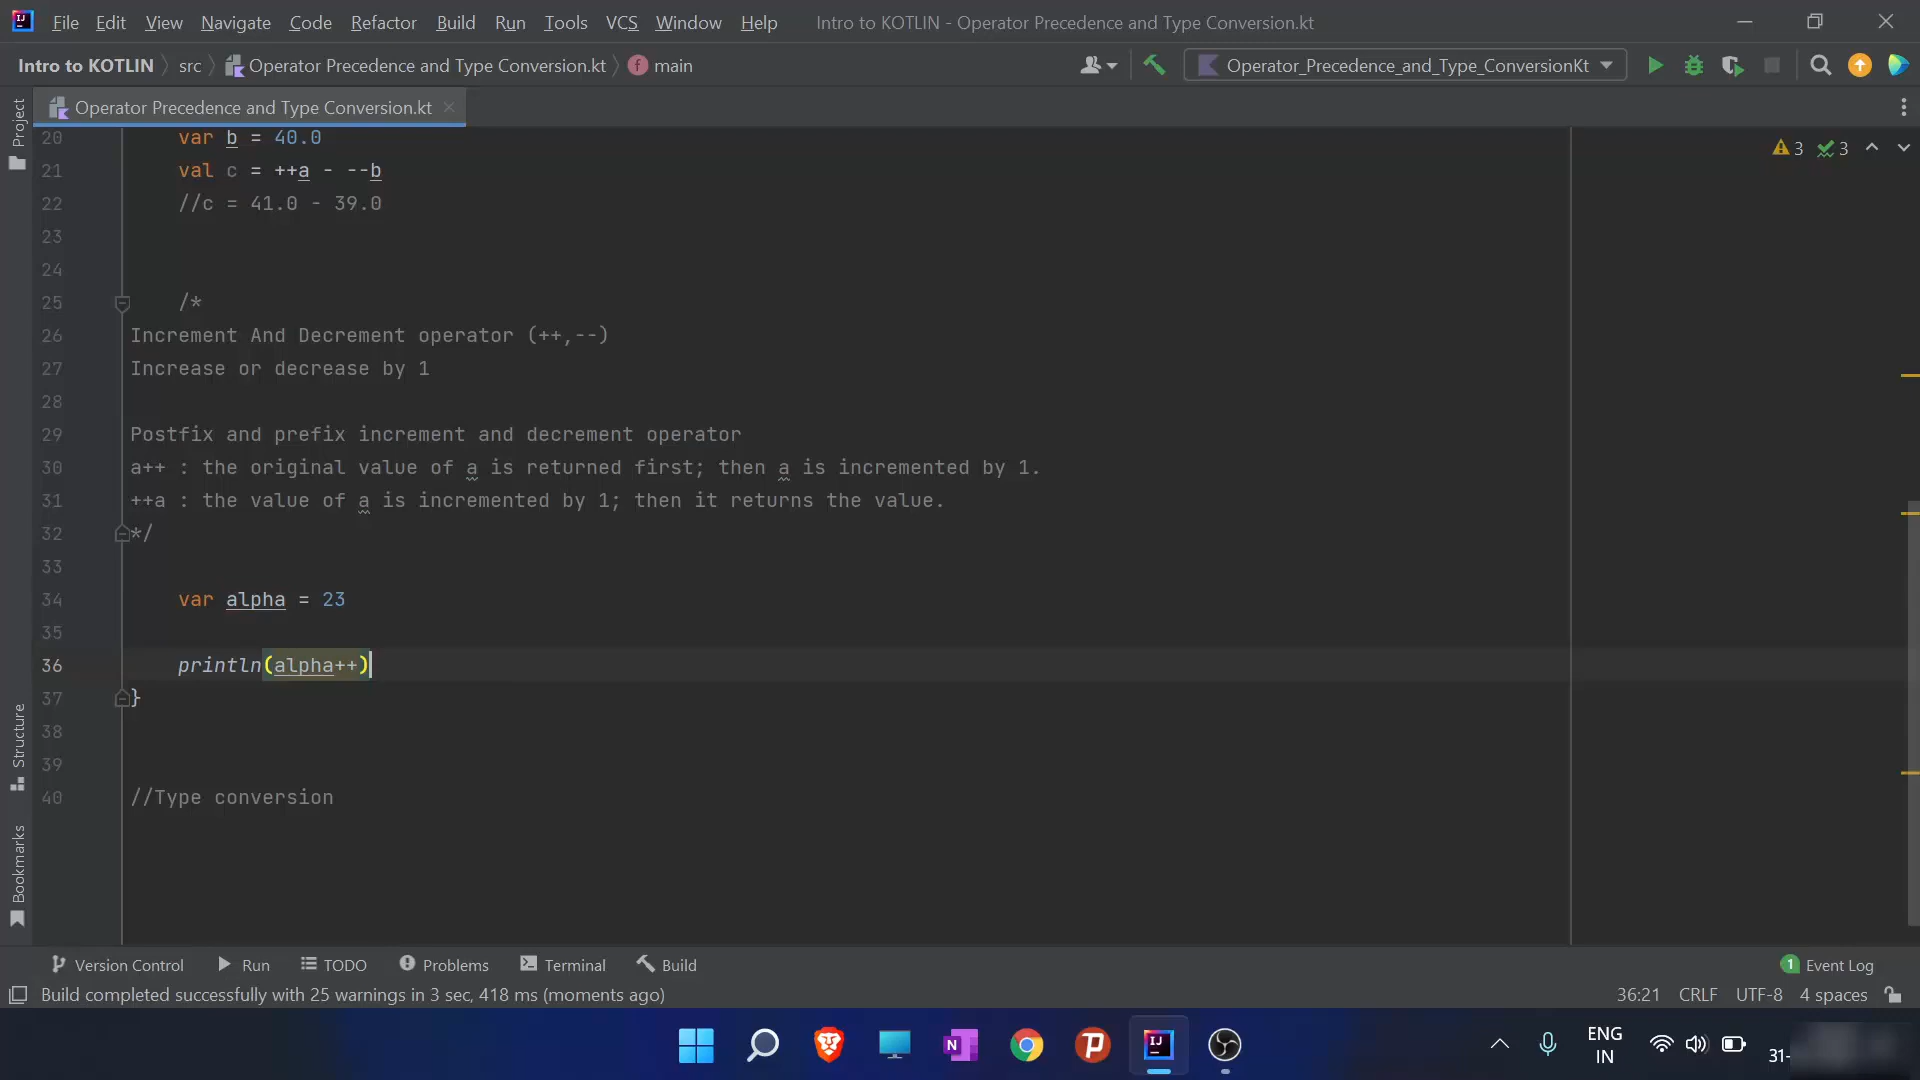 File Edit View Navigate Code Refactor Build Run Tools VCS Window Help Intro to KOTLIN - Operator Precedence and Type Conversion.kt
Intro to KOTLIN src Operator Precedence and Type Conversion.kt f main Operator_Precedence_and_Type_ConversionKt
Operator Precedence and Type Conversion.kt
Project
3 3
20 var b = 40.0
21 val c = ++a - --b
22 //c = 41.0 - 39.0
23
24
25 /*
26 Increment And Decrement operator (++,--)
27 Increase or decrease by 1
28
29 Postfix and prefix increment and decrement operator
30 a++ : the original value of a is returned first; then a is incremented by 1.
31 ++a : the value of a is incremented by 1; then it returns the value.
32 */
33
34 var alpha = 23
35
36 println(alpha++)
37 }
38
39
40 //Type conversion
Structure
Bookmarks
Version Control Run TODO Problems Terminal Build 1 Event Log
Build completed successfully with 25 warnings in 3 sec, 418 ms (moments ago) 36:21 CRLF UTF-8 4 spaces
ENG
IN
31-